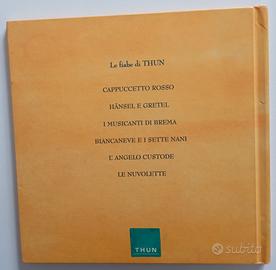 Le fiabe di THUN
CAPPUCCETTO ROSSO
HÄNSEL E GRETEL
I MUSICANTI DI BREMA
BIANCANEVE E I SETTE NANI
L'ANGELO CUSTODE
LE NUVOLETTE
THUN
subito